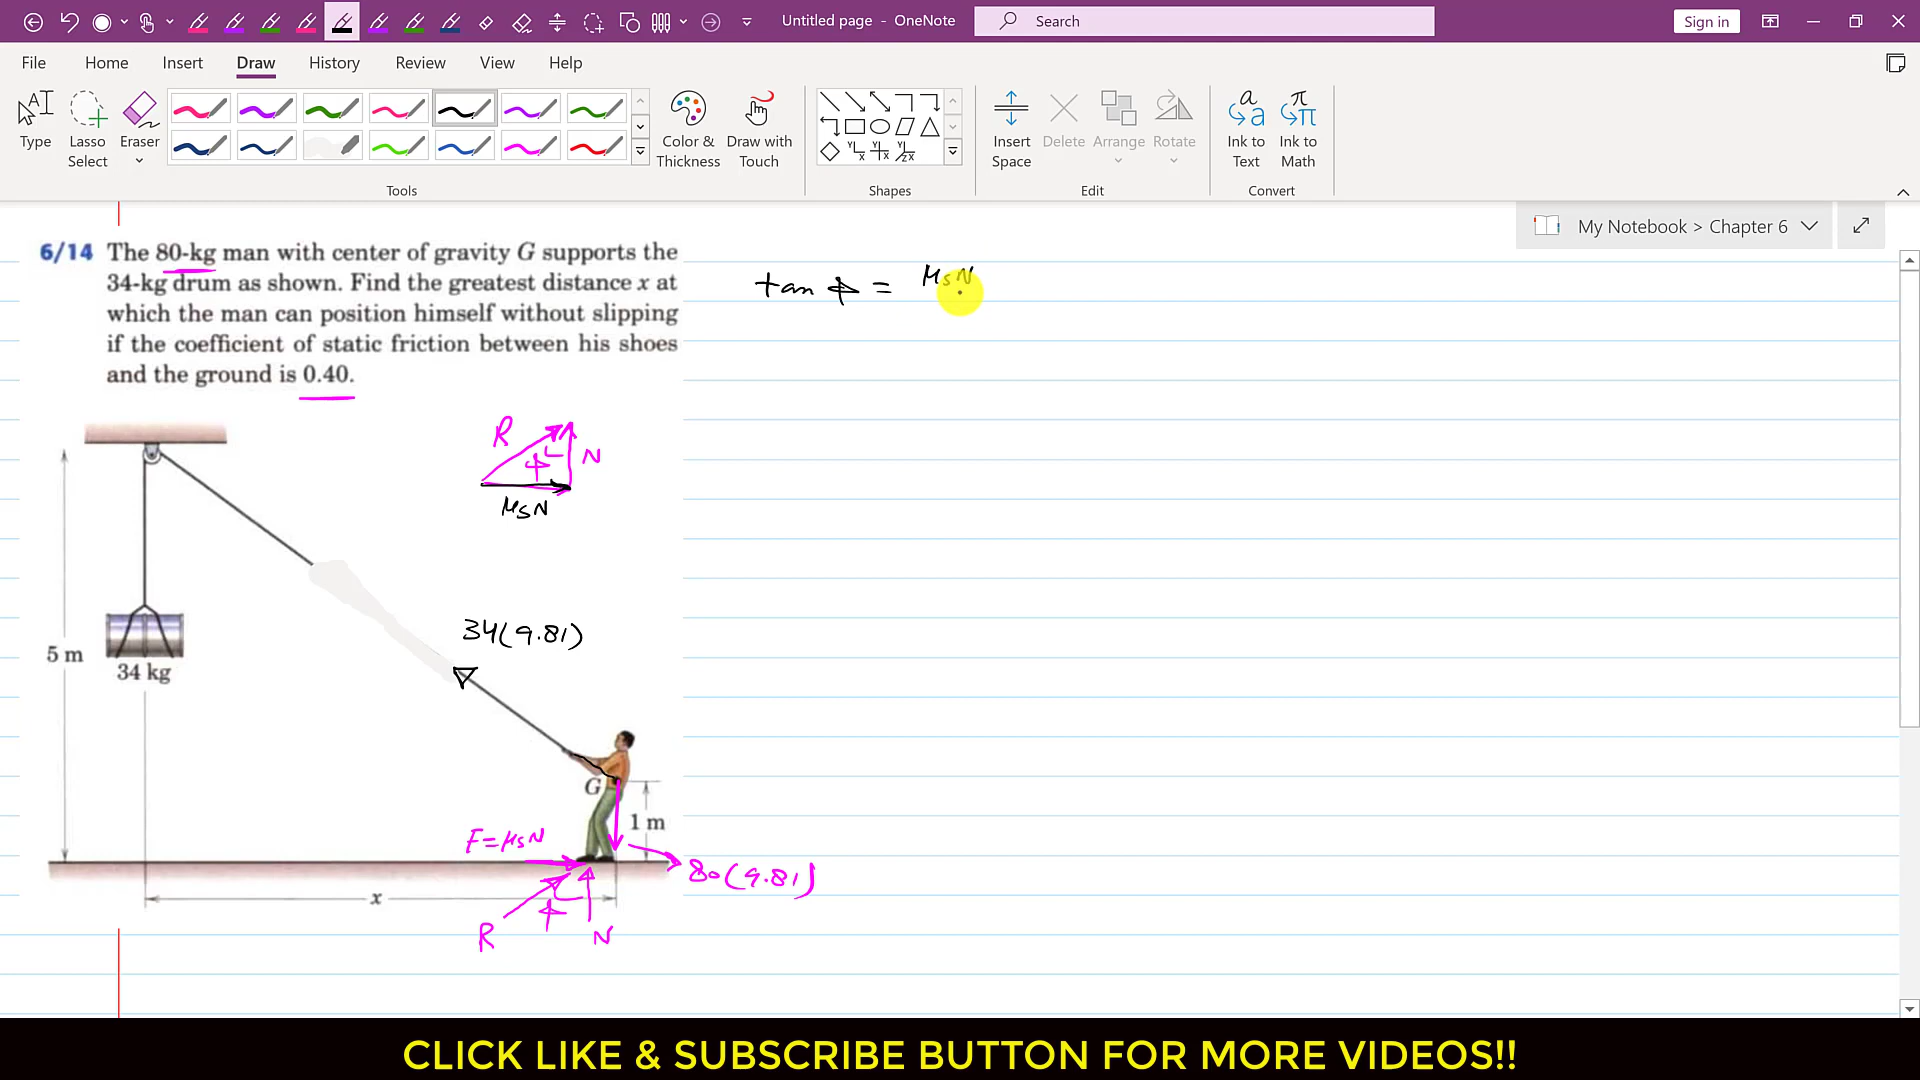 Untitled page - OneNote
Search
Sign in
File Home Insert Draw History Review View Help
Type
Lasso Select
Eraser
Color & Thickness
Draw with Touch
Insert Space
Delete
Arrange
Rotate
Ink to Text
Ink to Math
Tools
Shapes
Edit
Convert
My Notebook > Chapter 6
6/14 The 80-kg man with center of gravity G supports the
34-kg drum as shown. Find the greatest distance x at
which the man can position himself without slipping
if the coefficient of static friction between his shoes
and the ground is 0.40.
tan φ = μsN
R
φ
N
μsN
34(9.81)
5 m
34 kg
G
1 m
F=μsN
80(9.81)
x
φ
R
N
CLICK LIKE & SUBSCRIBE BUTTON FOR MORE VIDEOS!!